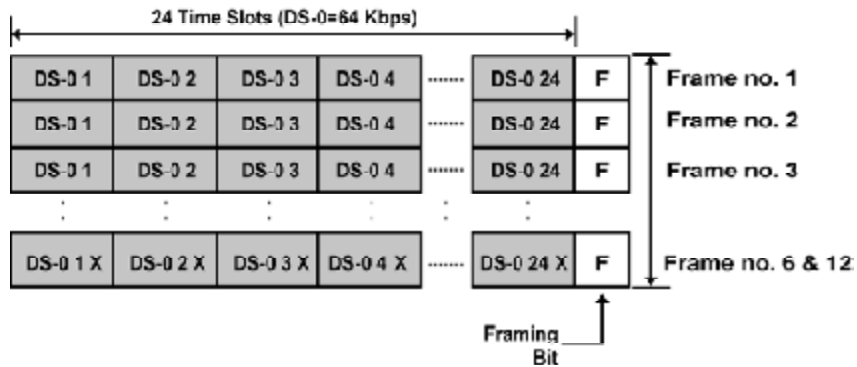 24 Time Slots (DS-0=64 Kbps)
DS-0 1 DS-0 2 DS-0 3 DS-0 4 ....... DS-0 24 F Frame no. 1
DS-0 1 DS-0 2 DS-0 3 DS-0 4 ....... DS-0 24 F Frame no. 2
DS-0 1 DS-0 2 DS-0 3 DS-0 4 ....... DS-0 24 F Frame no. 3
DS-0 1 X DS-0 2 X DS-0 3 X DS-0 4 X ....... DS-0 24 X F Frame no. 6 & 12
Framing
Bit